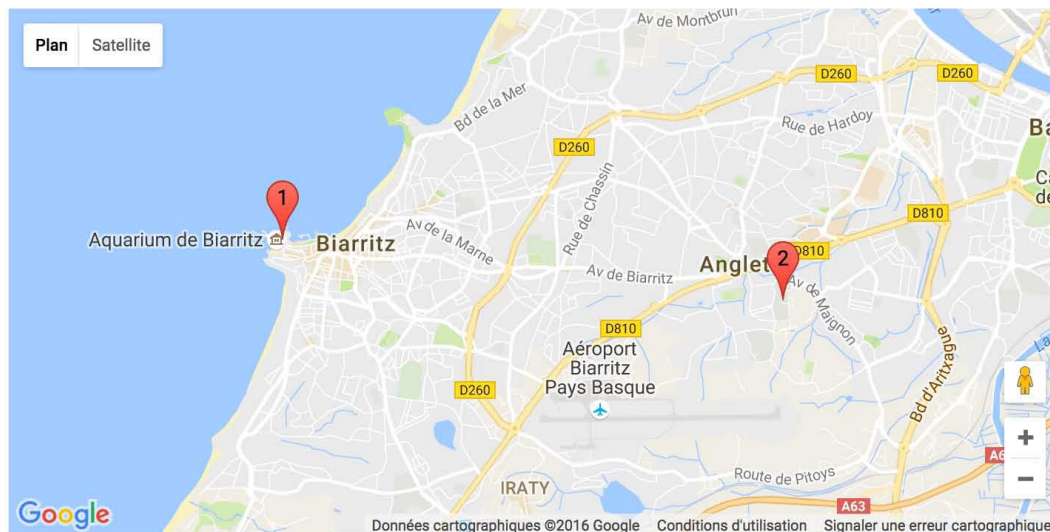 Plan Satellite
Av de Montbrun
D260
D260
Bd de la Mer
Rue de Hardoy
D260
Rue de Chassin
1
Aquarium de Biarritz
Biarritz
Av de la Marne
D810
D810
2
Anglet
Av de Biarritz
Av de Maignon
D810
Aéroport
Biarritz
Pays Basque
D260
Bd d'Aritxague
Route de Pitoys
IRATY
A63
Google
Données cartographiques ©2016 Google Conditions d'utilisation Signaler une erreur cartographique